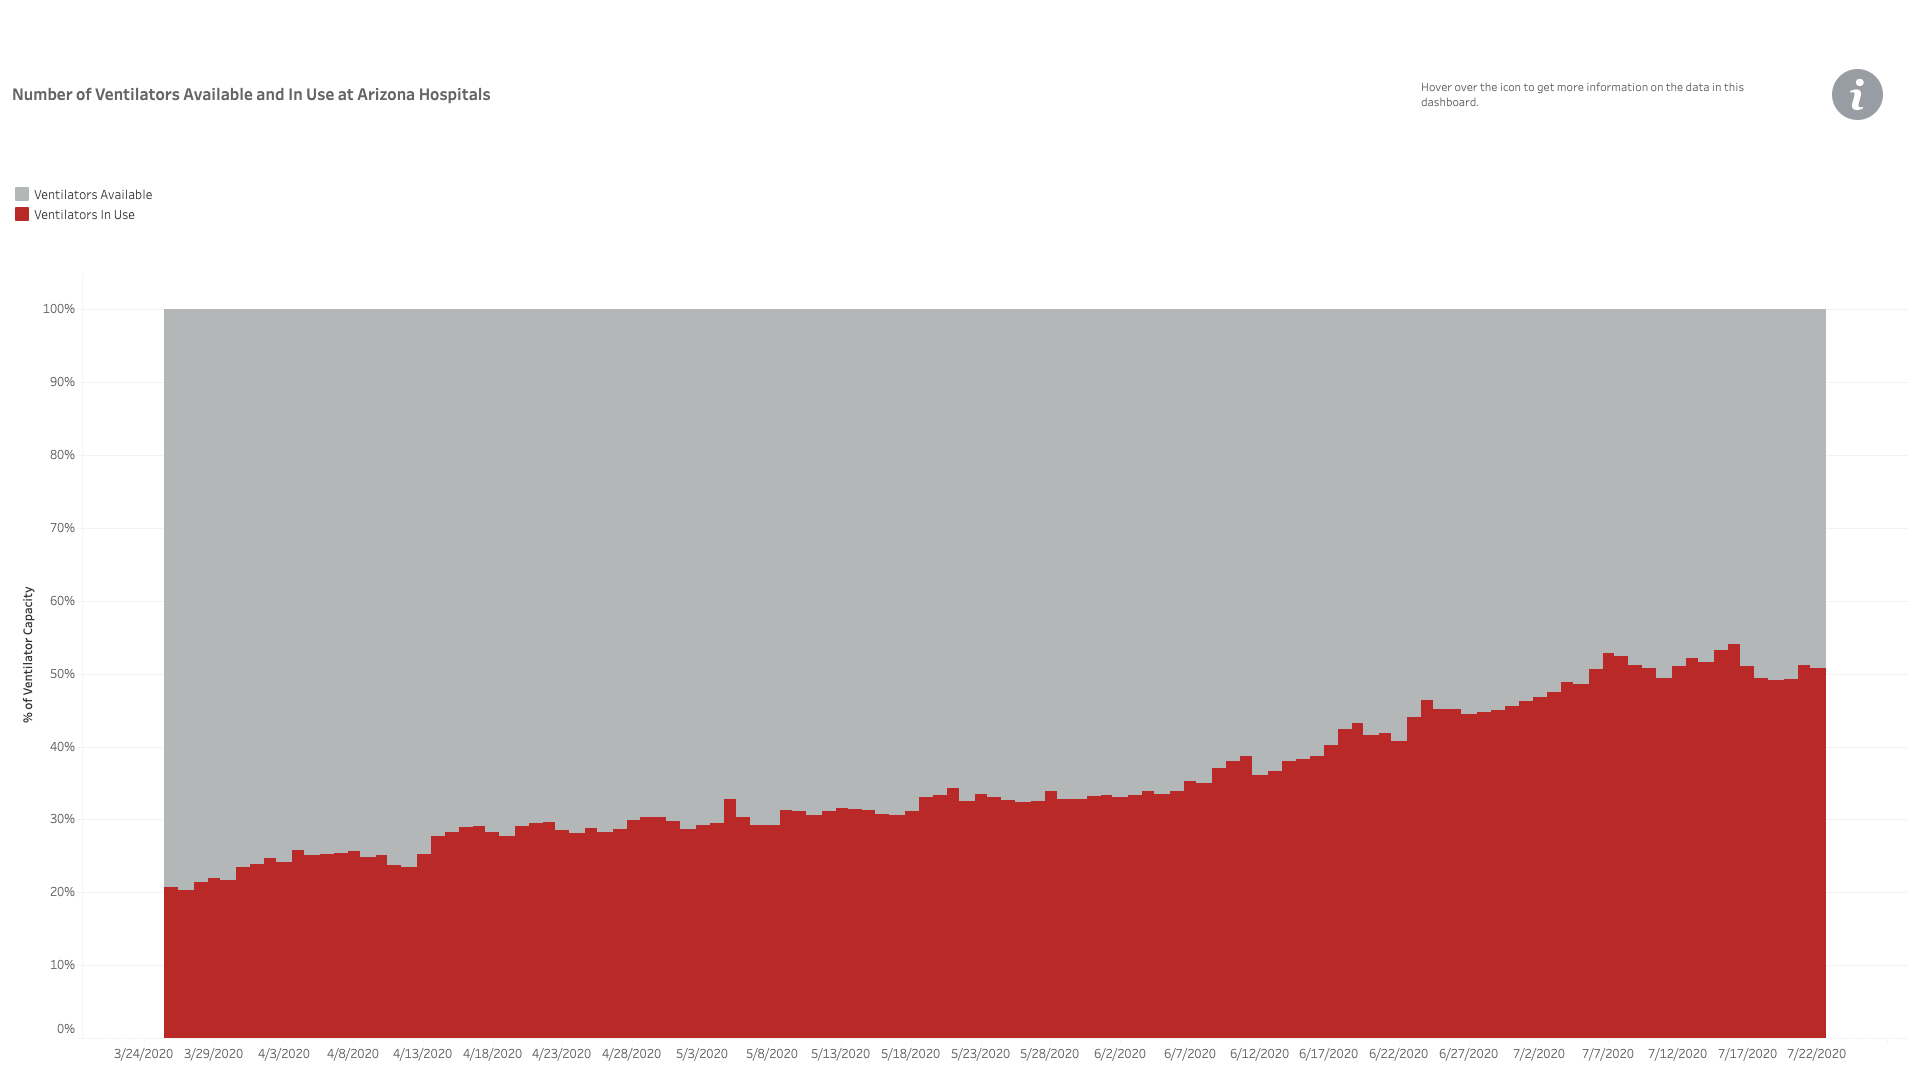 Number of Ventilators Available and In Use at Arizona Hospitals
Hover over the icon to get more information on the data in this
dashboard.
i
Ventilators Available
Ventilators In Use
% of Ventilator Capacity
100%
90%
80%
70%
60%
50%
40%
30%
20%
10%
0%
3/24/2020 3/29/2020 4/3/2020 4/8/2020 4/13/2020 4/18/2020 4/23/2020 4/28/2020 5/3/2020 5/8/2020 5/13/2020 5/18/2020 5/23/2020 5/28/2020 6/2/2020 6/7/2020 6/12/2020 6/17/2020 6/22/2020 6/27/2020 7/2/2020 7/7/2020 7/12/2020 7/17/2020 7/22/2020